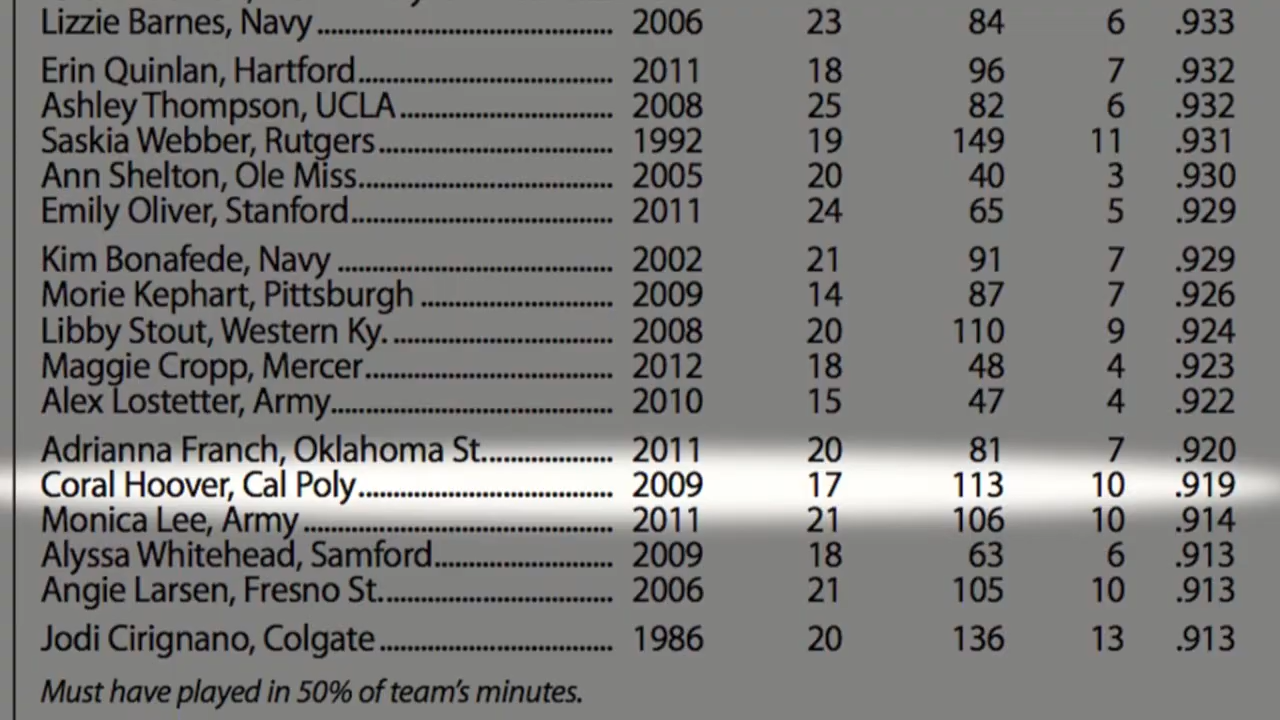 Lizzie Barnes, Navy ........................................ 2006 23 84 6 .933
Erin Quinlan, Hartford .................................. 2011 18 96 7 .932
Ashley Thompson, UCLA ............................ 2008 25 82 6 .932
Saskia Webber, Rutgers ............................... 1992 19 149 11 .931
Ann Shelton, Ole Miss .................................. 2005 20 40 3 .930
Emily Oliver, Stanford ................................... 2011 24 65 5 .929
Kim Bonafede, Navy ..................................... 2002 21 91 7 .929
Morie Kephart, Pittsburgh .......................... 2009 14 87 7 .926
Libby Stout, Western Ky. ............................. 2008 20 110 9 .924
Maggie Cropp, Mercer ................................. 2012 18 48 4 .923
Alex Lostetter, Army ..................................... 2010 15 47 4 .922
Adrianna Franch, Oklahoma St. ................. 2011 20 81 7 .920
Coral Hoover, Cal Poly .................................. 2009 17 113 10 .919
Monica Lee, Army ......................................... 2011 21 106 10 .914
Alyssa Whitehead, Samford ........................ 2009 18 63 6 .913
Angie Larsen, Fresno St. .............................. 2006 21 105 10 .913
Jodi Cirignano, Colgate ............................... 1986 20 136 13 .913
Must have played in 50% of team's minutes.